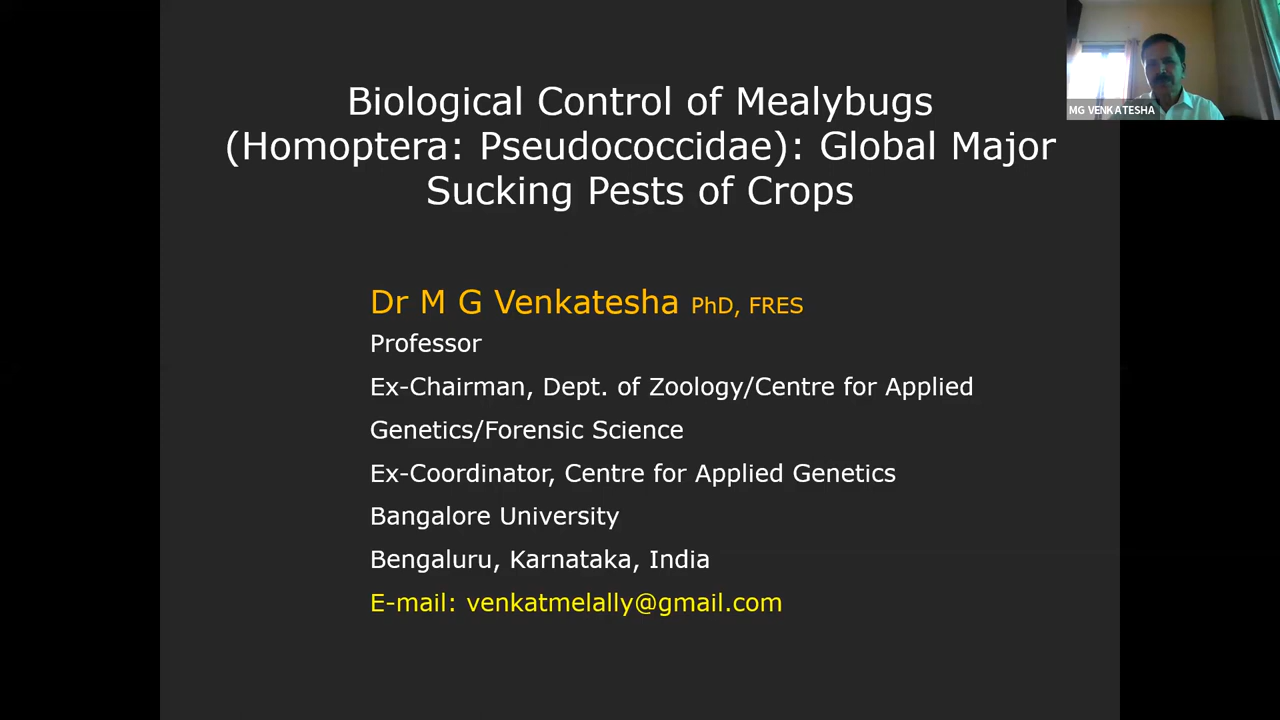 Biological Control of Mealybugs
(Homoptera: Pseudococcidae): Global Major
Sucking Pests of Crops
MG VENKATESHA
Dr M G Venkatesha PhD, FRES
Professor
Ex-Chairman, Dept. of Zoology/Centre for Applied
Genetics/Forensic Science
Ex-Coordinator, Centre for Applied Genetics
Bangalore University
Bengaluru, Karnataka, India
E-mail: venkatmelally@gmail.com